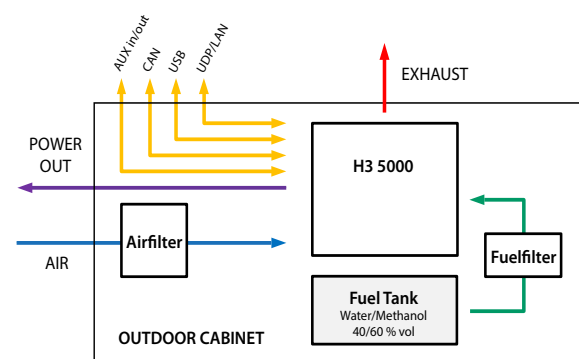 AUX in/out
CAN
USB
UDP/LAN
EXHAUST
POWER
OUT
H3 5000
Airfilter
AIR
Fuelfilter
Fuel Tank
Water/Methanol
40/60 % vol
OUTDOOR CABINET